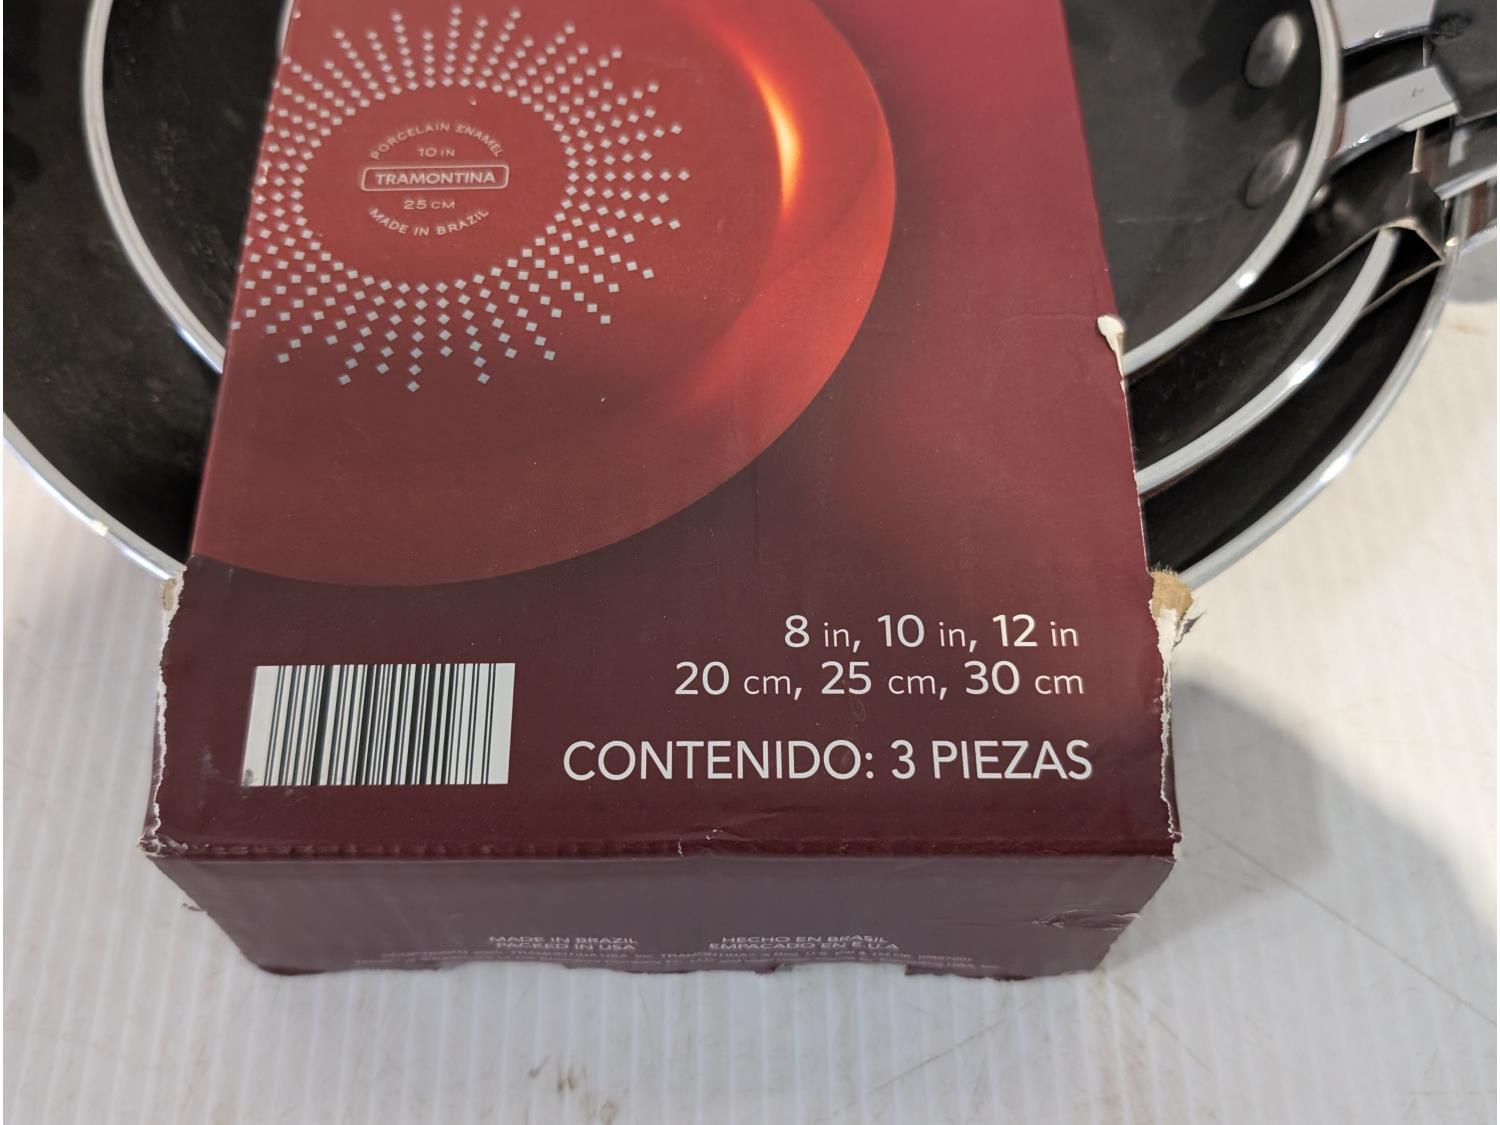 PORCELAIN ENAMEL
10 IN
TRAMONTINA
25 CM
MADE IN BRAZIL
8 in, 10 in, 12 in
20 cm, 25 cm, 30 cm
CONTENIDO: 3 PIEZAS
MADE IN BRAZIL
PACKED IN USA
HECHO EN BRASIL
EMPACADO EN E.U.A